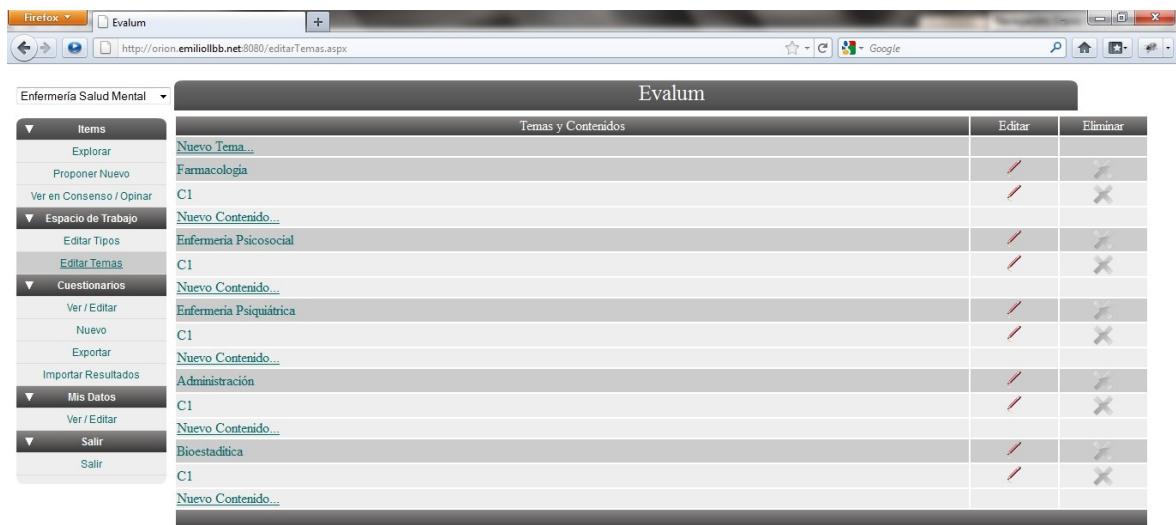 Firefox
Evalum
http://orion.emiliollbb.net:8080/editarTemas.aspx
Google
Enfermería Salud Mental
Evalum
Items
Explorar
Proponer Nuevo
Ver en Consenso / Opinar
Espacio de Trabajo
Editar Tipos
Editar Temas
Cuestionarios
Ver / Editar
Nuevo
Exportar
Importar Resultados
Mis Datos
Ver / Editar
Salir
Salir
Temas y Contenidos Editar Eliminar
Nuevo Tema...
Farmacología
C1
Nuevo Contenido...
Enfermería Psicosocial
C1
Nuevo Contenido...
Enfermería Psiquiátrica
C1
Nuevo Contenido...
Administración
C1
Nuevo Contenido...
Bioestadítica
C1
Nuevo Contenido...